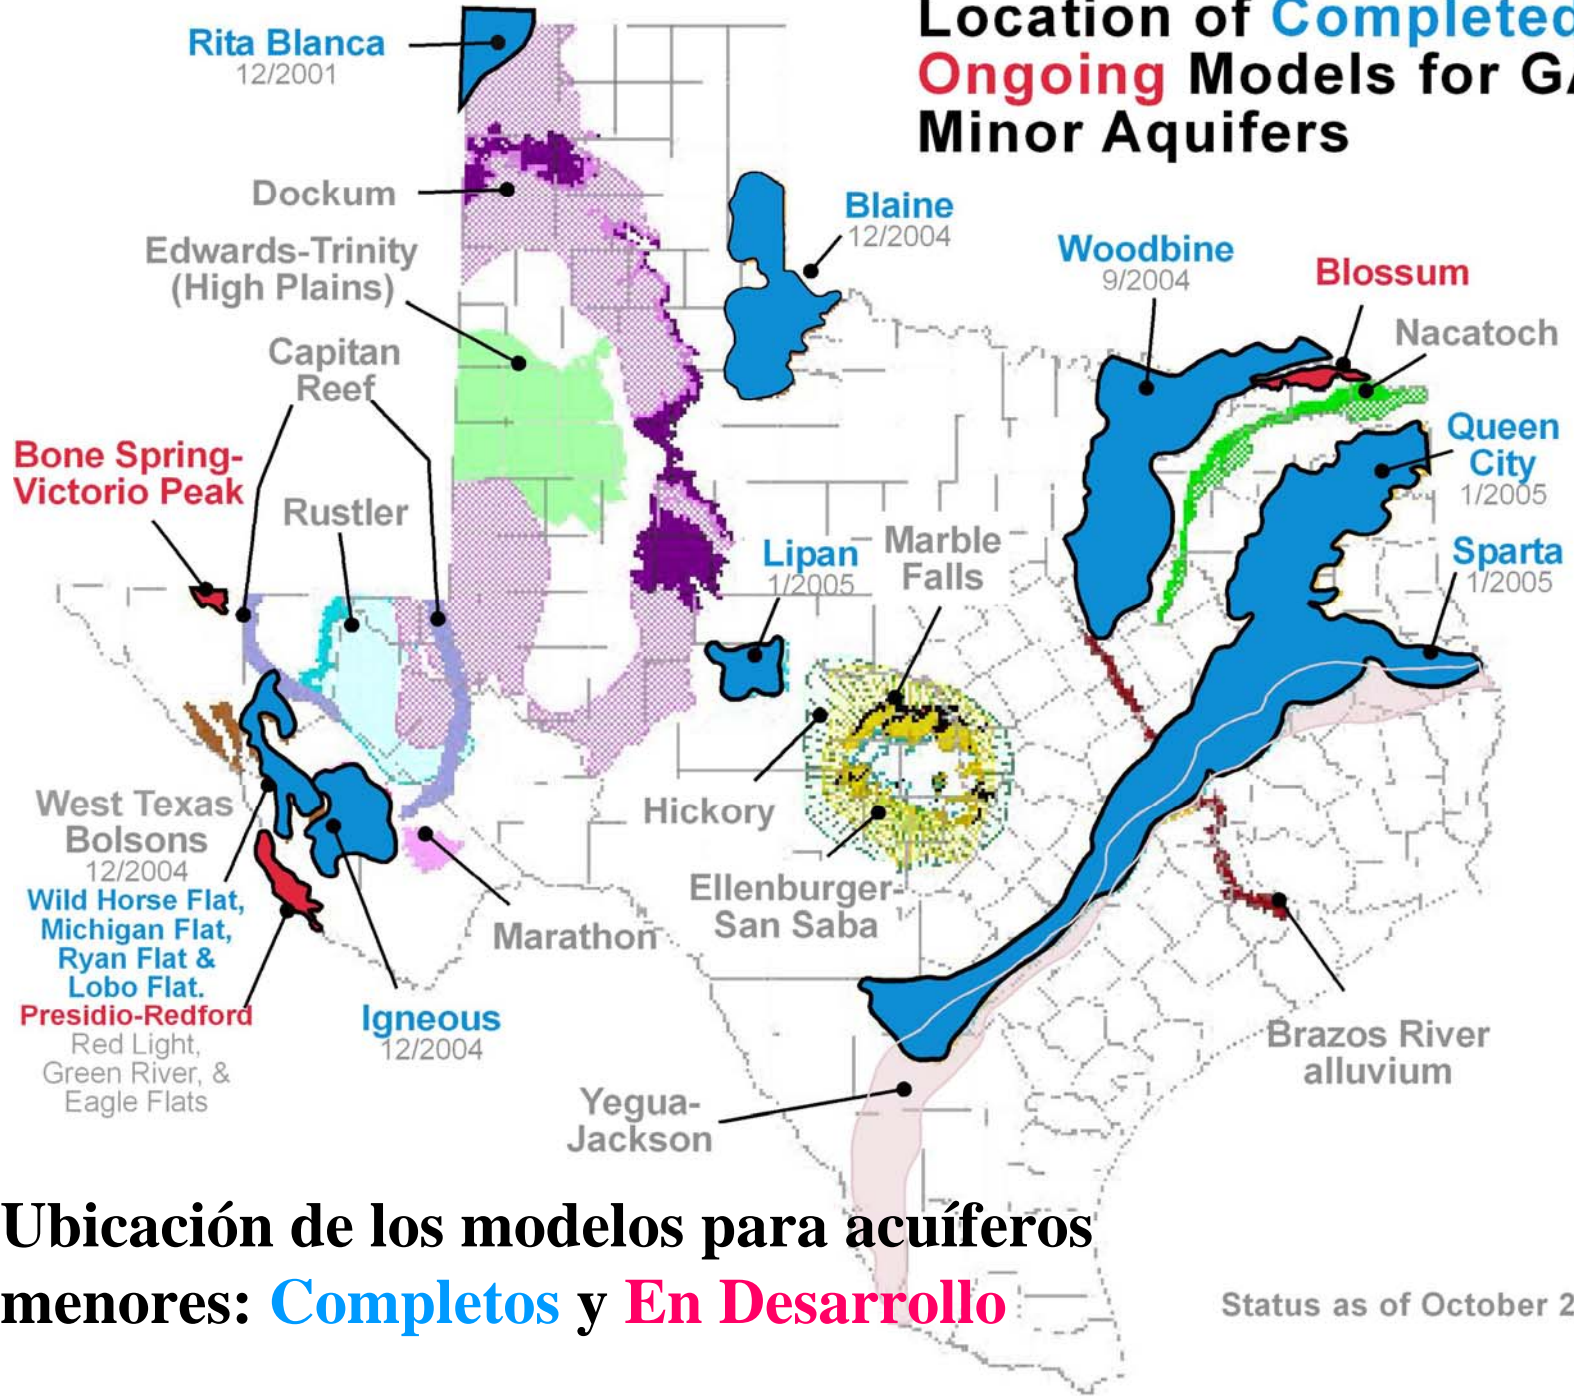 Location of Completed
Ongoing Models for GA
Minor Aquifers
Rita Blanca
12/2001
Dockum
Edwards-Trinity
(High Plains)
Capitan
Reef
Bone Spring-
Victorio Peak
Rustler
Blaine
12/2004
Woodbine
9/2004
Blossum
Nacatoch
Queen
City
1/2005
Sparta
1/2005
Lipan
1/2005
Marble
Falls
Hickory
Ellenburger-
San Saba
West Texas
Bolsons
12/2004
Wild Horse Flat,
Michigan Flat,
Ryan Flat &
Lobo Flat.
Presidio-Redford
Red Light,
Green River, &
Eagle Flats
Igneous
12/2004
Marathon
Yegua-
Jackson
Brazos River
alluvium
Ubicación de los modelos para acuíferos
menores: Completos y En Desarrollo
Status as of October 2